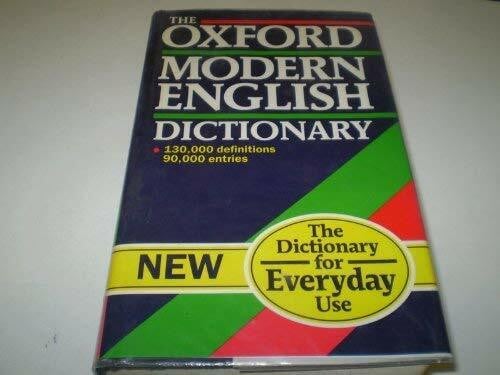 THE
OXFORD
MODERN
ENGLISH
DICTIONARY
• 130,000 definitions
90,000 entries
NEW
The
Dictionary
for
Everyday
Use